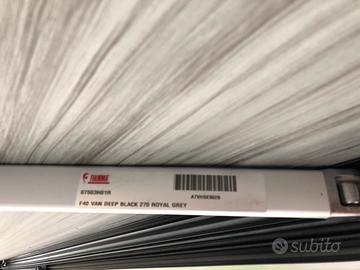 FIAMMA
07503H01R
F40 VAN DEEP BLACK 270 ROYAL GREY
subito